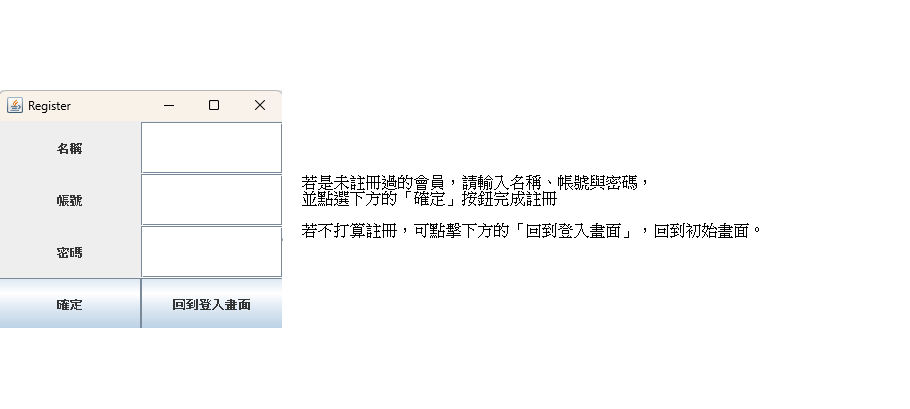 Register
名稱
帳號
密碼
確定
回到登入畫面
若是未註冊過的會員，請輸入名稱、帳號與密碼，
並點選下方的「確定」按鈕完成註冊
若不打算註冊，可點擊下方的「回到登入畫面」，回到初始畫面。